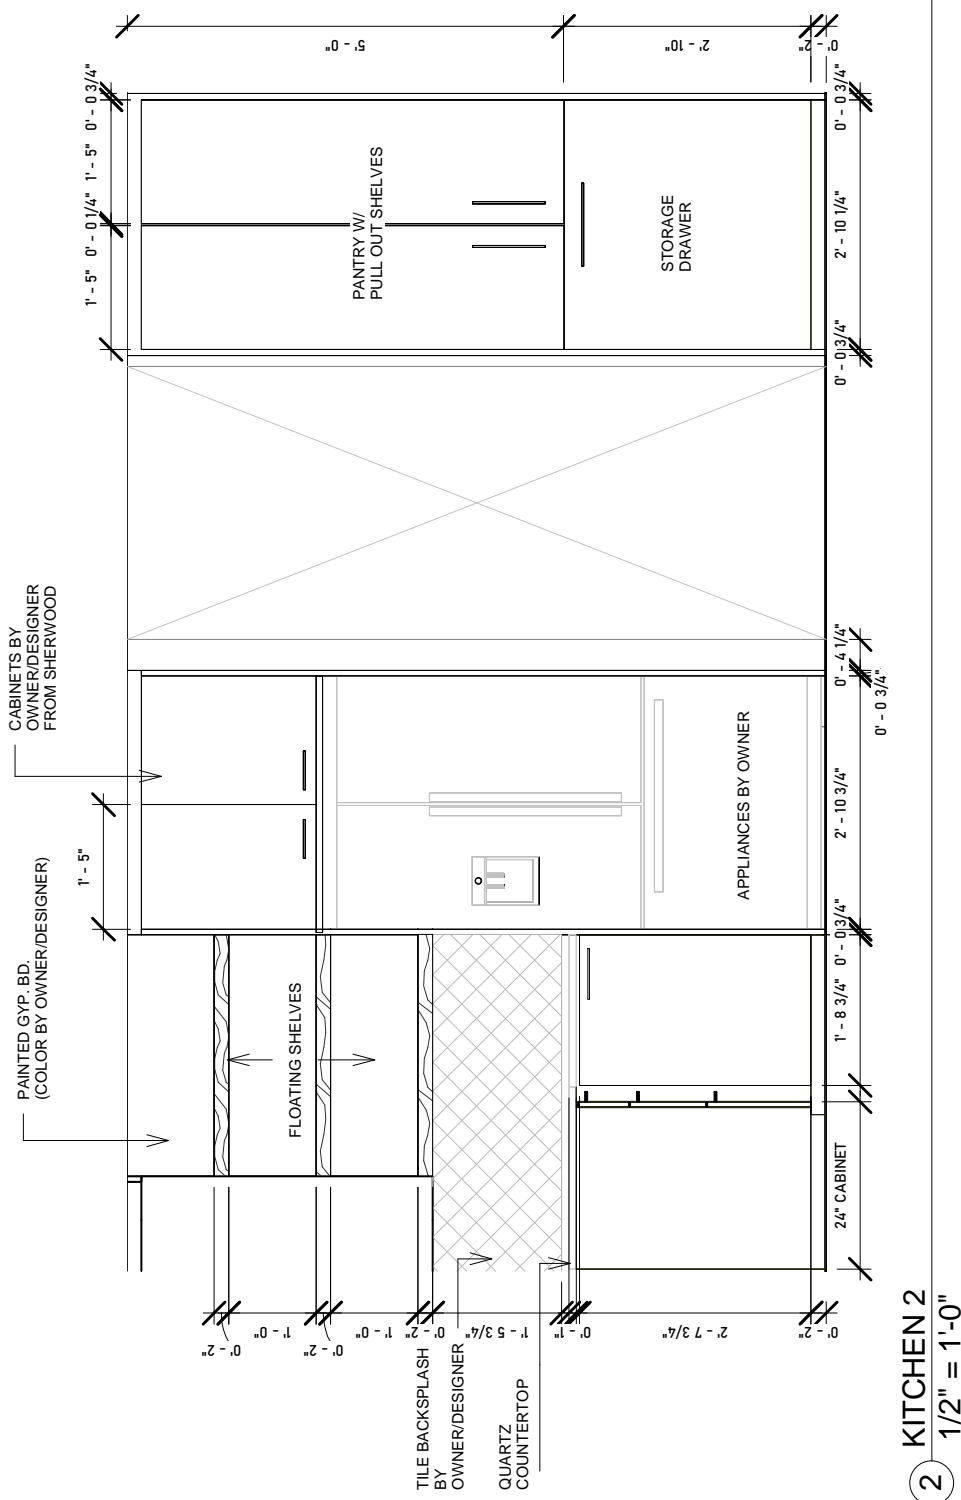 CABINETS BY
OWNER/DESIGNER
FROM SHERWOOD
PAINTED GYP. BD.
(COLOR BY OWNER/DESIGNER)
1' - 5"
1' - 5"
0' - 0 1/4"
1' - 5"
0' - 0 3/4"
5' - 0"
2' - 10"
0' - 2"
PANTRY W/
PULL OUT SHELVES
STORAGE
DRAWER
FLOATING SHELVES
APPLIANCES BY OWNER
0' - 2"
1' - 0"
0' - 2"
1' - 0"
0' - 2"
1' - 5 3/4"
0' - 1"
2' - 7 3/4"
0' - 2"
TILE BACKSPLASH
BY
OWNER/DESIGNER
QUARTZ
COUNTERTOP
24" CABINET
1' - 8 3/4"
0' - 0 3/4"
2' - 10 3/4"
0' - 0 3/4"
0' - 4 1/4"
0' - 0 3/4"
2' - 10 1/4"
0' - 0 3/4"
2
KITCHEN 2
1/2" = 1'-0"